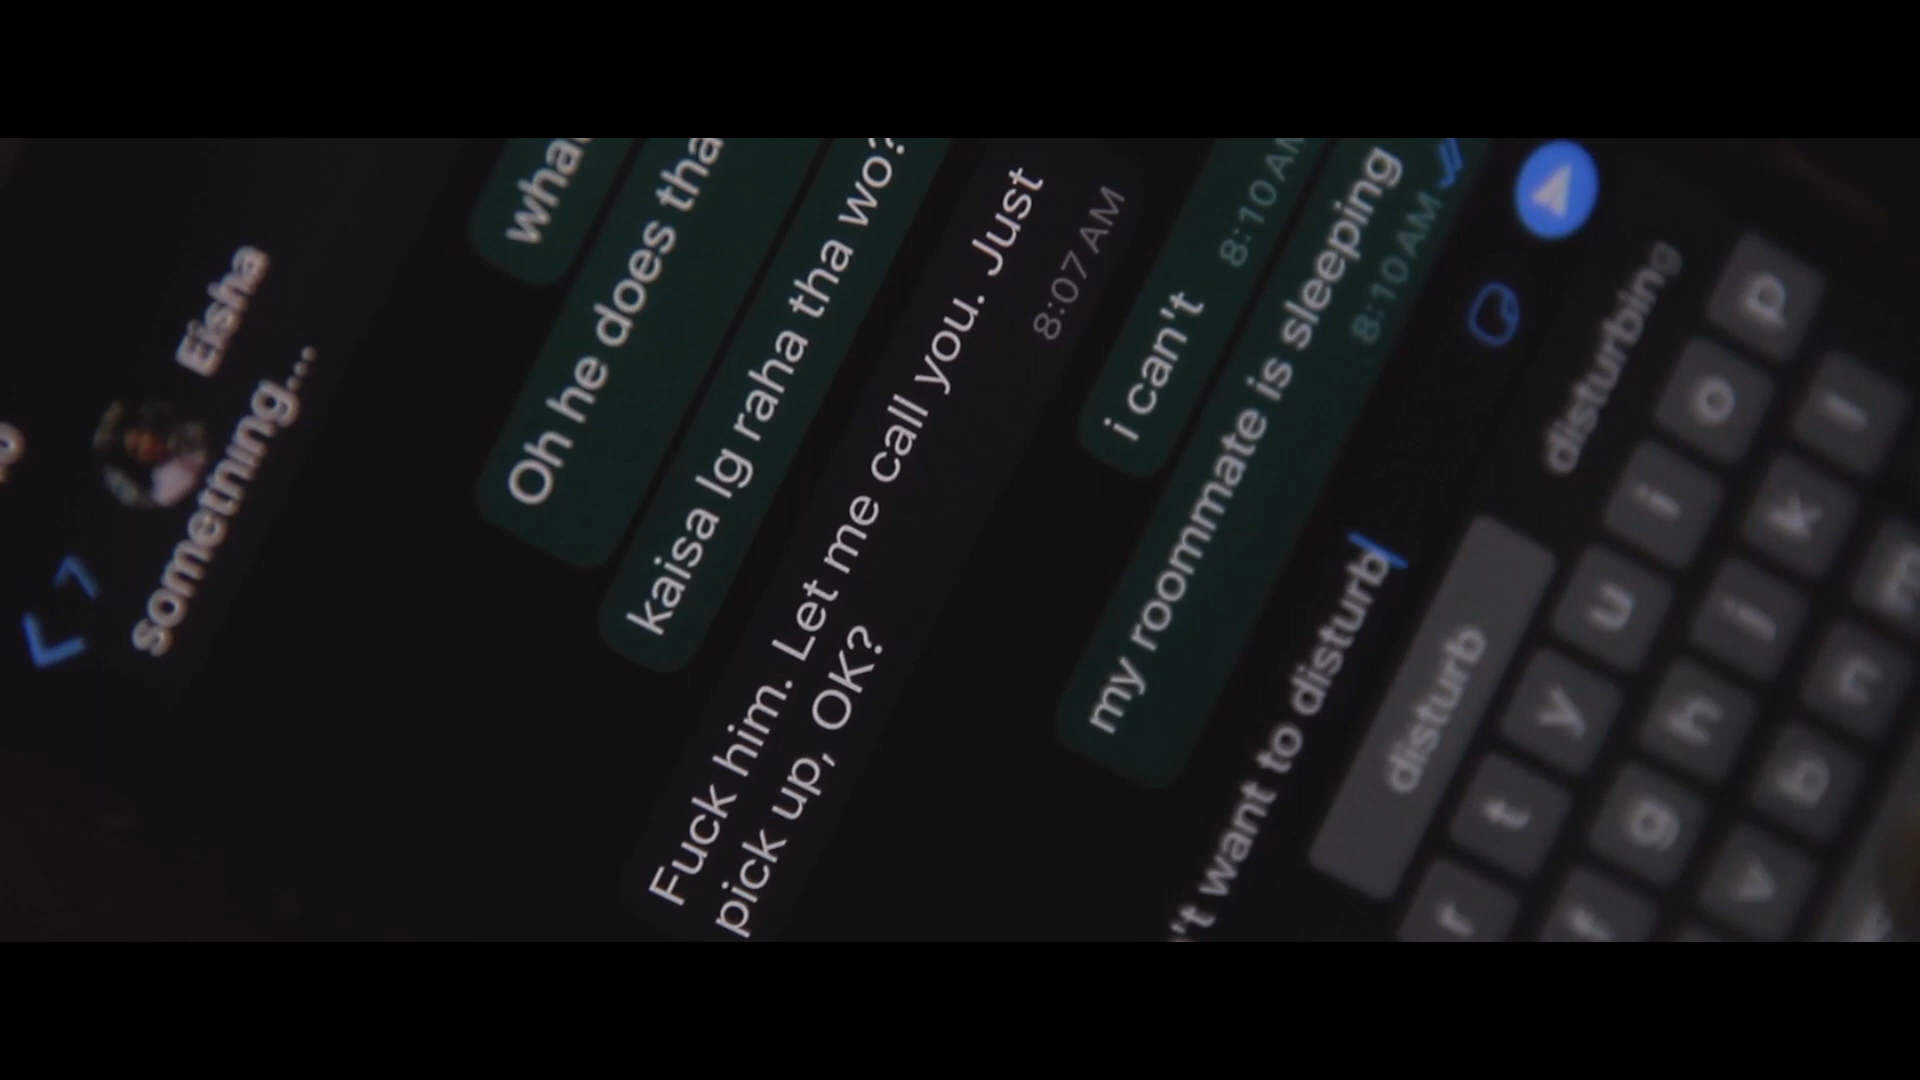 7
Eisha
something...
what
Oh he does tha
kaisa lg raha tha wo?
Fuck him. Let me call you. Just
pick up, OK?
8:07 AM
i can't
8:10 AM
my roommate is sleeping
8:10 AM
't want to disturb
disturb
disturbing
r t y u i o p
f g h j k l
v b n m